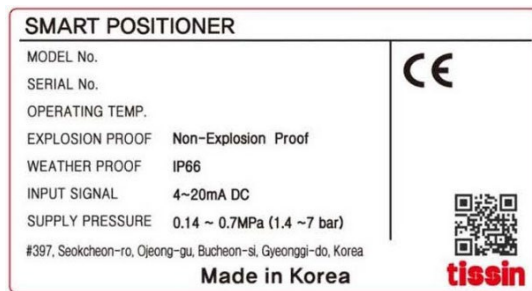 SMART POSITIONER
MODEL No.
CE
SERIAL No.
OPERATING TEMP.
EXPLOSION PROOF Non-Explosion Proof
WEATHER PROOF IP66
INPUT SIGNAL 4~20mA DC
SUPPLY PRESSURE 0.14 ~ 0.7MPa (1.4 ~7 bar)
#397, Seokcheon-ro, Ojeong-gu, Bucheon-si, Gyeonggi-do, Korea
Made in Korea
tissin